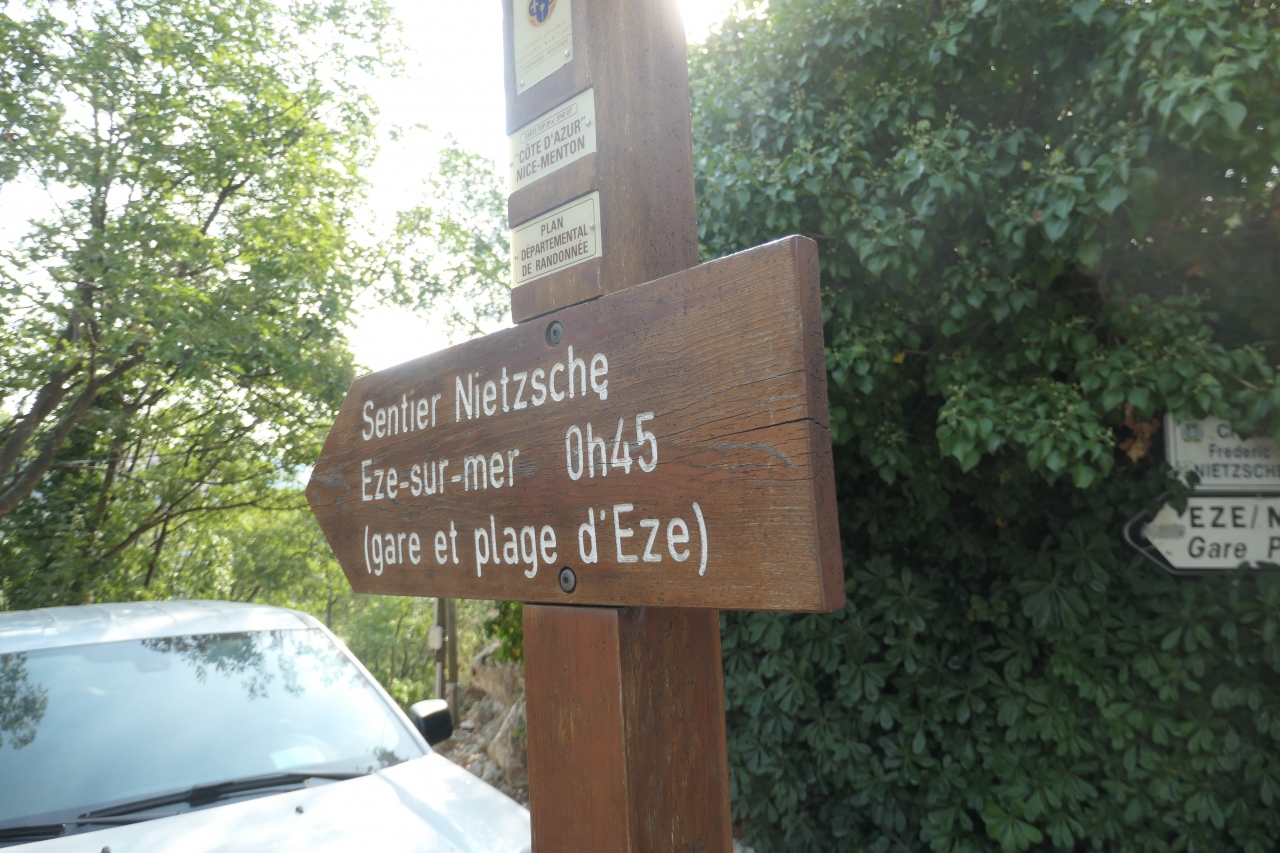 "CÔTE D'AZUR"
NICE-MENTON
PLAN
DÉPARTEMENTAL
DE RANDONNÉE
Sentier Nietzsche
Eze-sur-mer 0h45
(gare et plage d'Eze)
Frederic
NIETZSCHE
EZE/
Gare